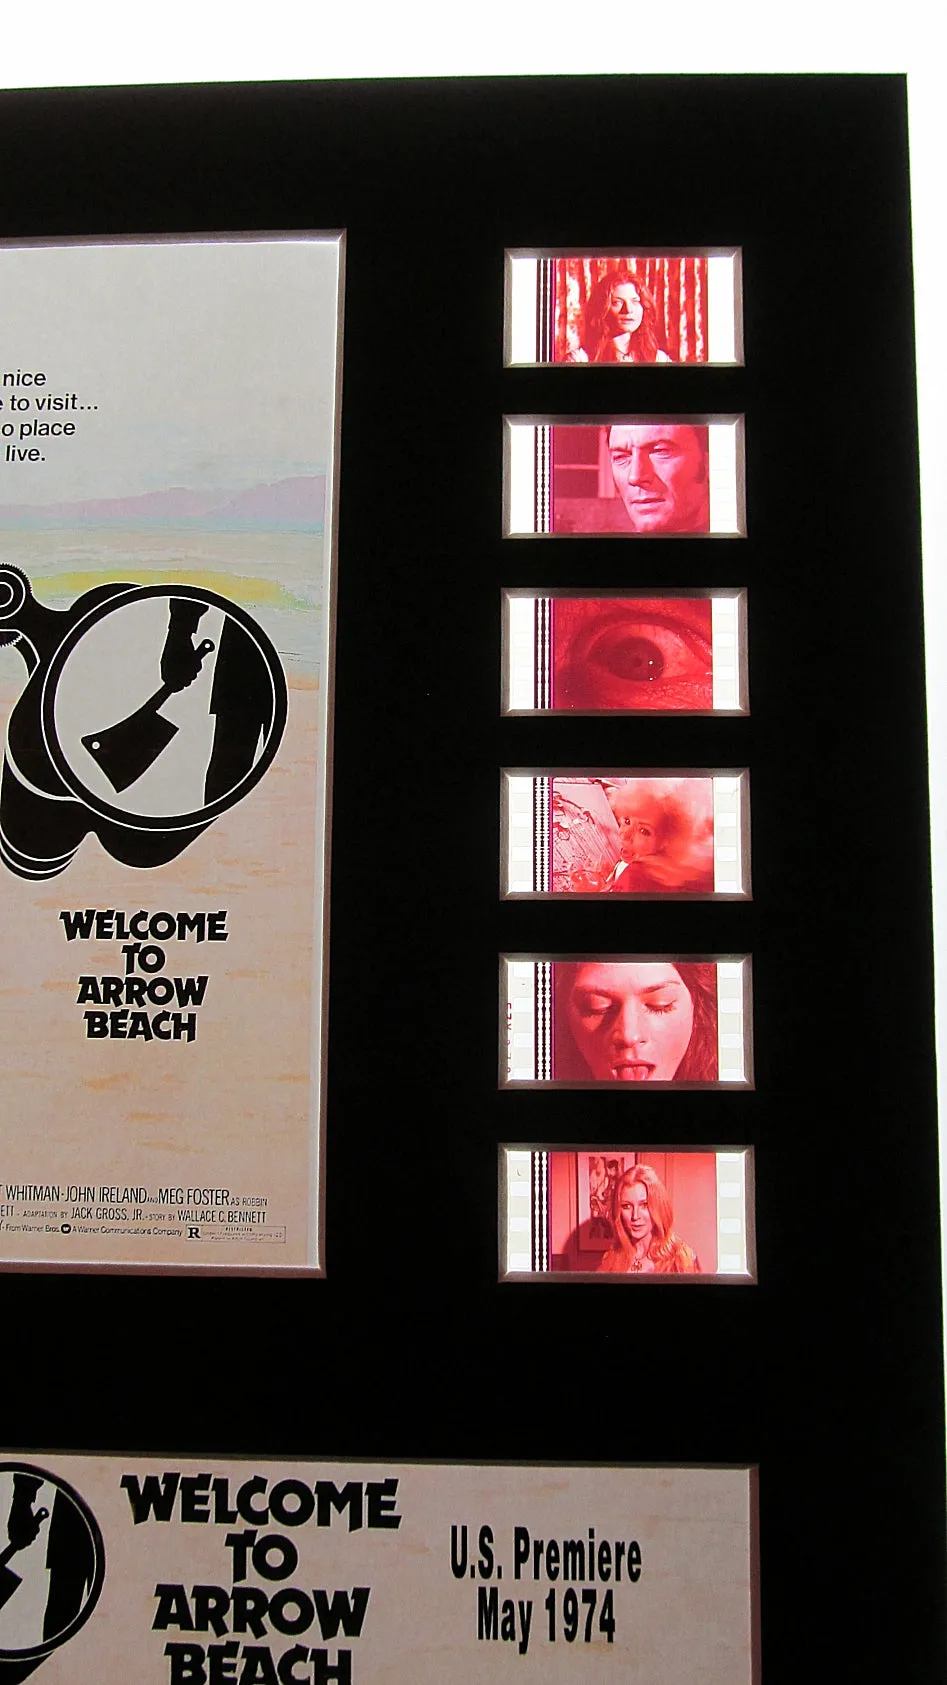 nice
to visit...
o place
live.
WELCOME
TO
ARROW
BEACH
WHITMAN·JOHN IRELAND AND MEG FOSTER AS ROBBIN
ETT · ADAPTATION BY JACK GROSS, JR. · STORY BY WALLACE C. BENNETT
From Warner Bros. A Warner Communications Company R RESTRICTED
WELCOME
TO
ARROW
BEACH
U.S. Premiere
May 1974